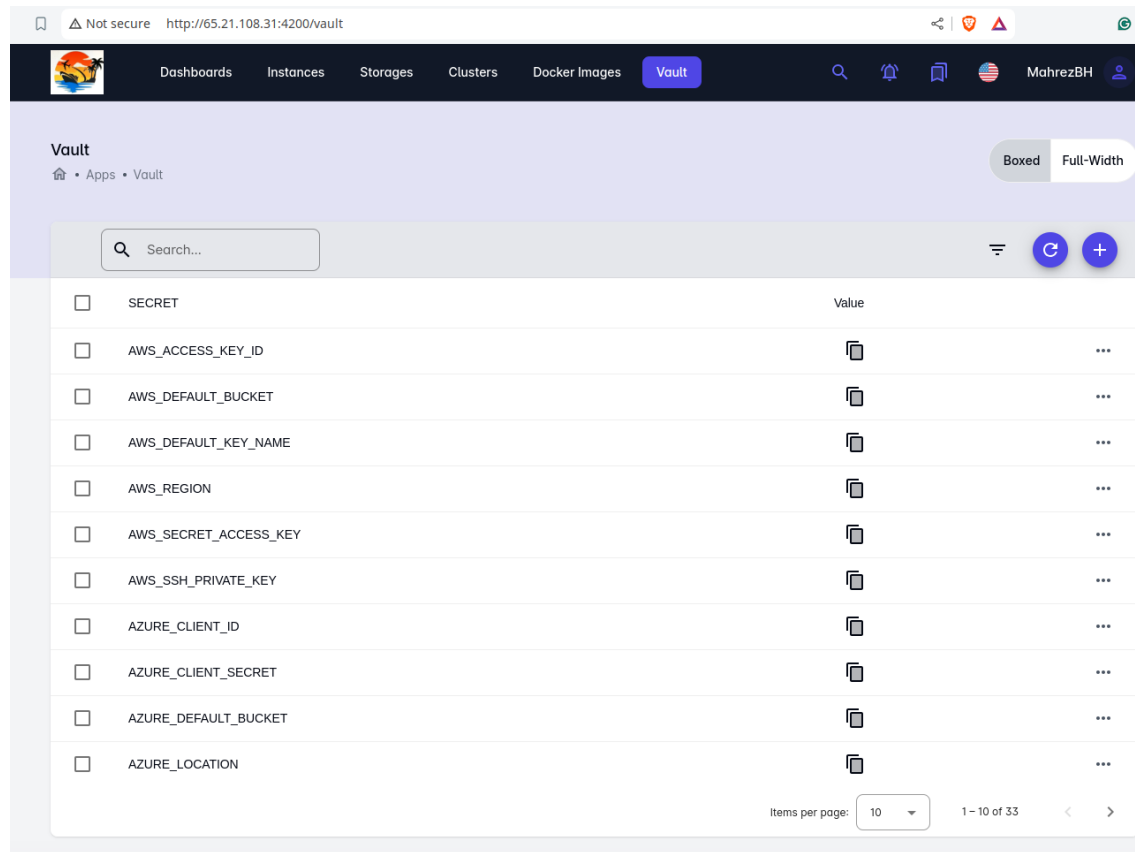 Not secure http://65.21.108.31:4200/vault
Dashboards Instances Storages Clusters Docker Images Vault MahrezBH
Vault
• Apps • Vault
Boxed Full-Width
Search...
SECRET Value
AWS_ACCESS_KEY_ID
AWS_DEFAULT_BUCKET
AWS_DEFAULT_KEY_NAME
AWS_REGION
AWS_SECRET_ACCESS_KEY
AWS_SSH_PRIVATE_KEY
AZURE_CLIENT_ID
AZURE_CLIENT_SECRET
AZURE_DEFAULT_BUCKET
AZURE_LOCATION
Items per page: 10 1 – 10 of 33